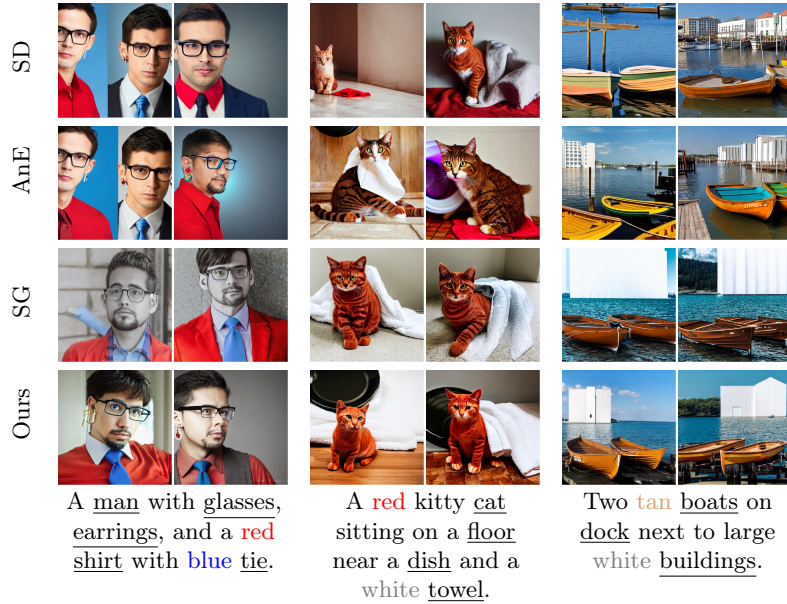 SD
AnE
SG
Ours
A man with glasses,
earrings, and a red
shirt with blue tie.
A red kitty cat
sitting on a floor
near a dish and a
white towel.
Two tan boats on
dock next to large
white buildings.